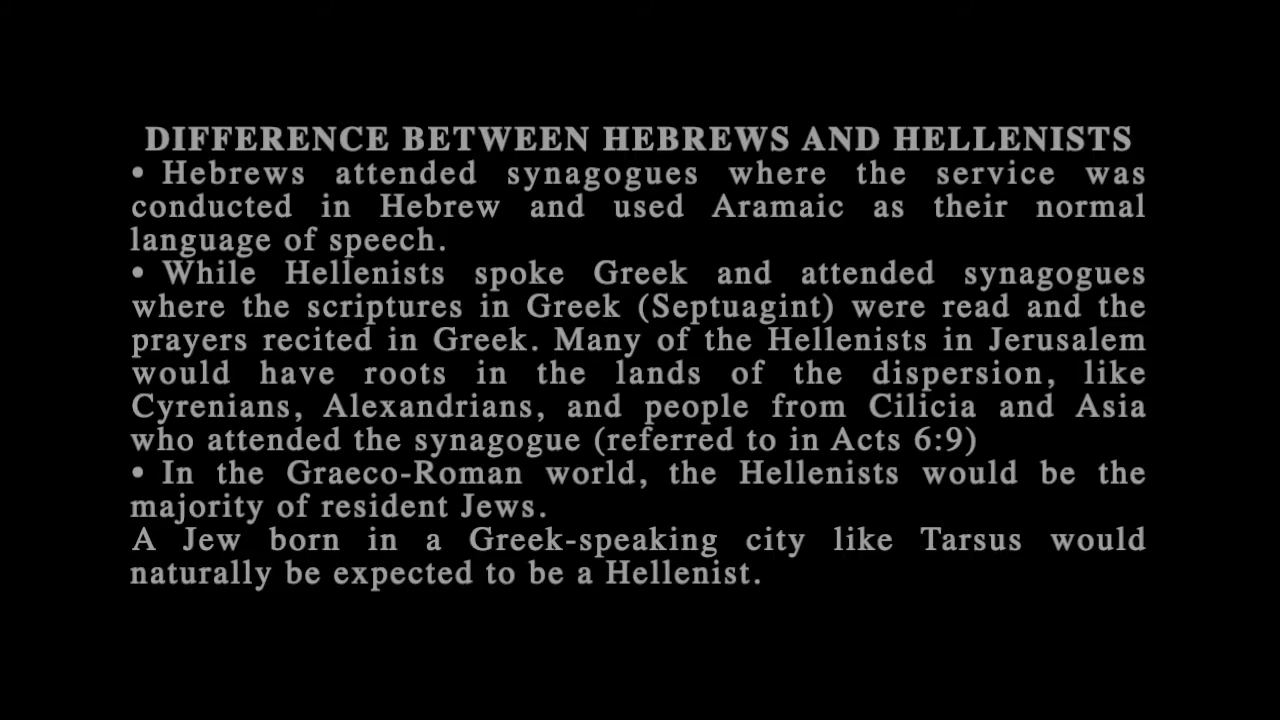 DIFFERENCE BETWEEN HEBREWS AND HELLENISTS
• Hebrews attended synagogues where the service was
conducted in Hebrew and used Aramaic as their normal
language of speech.
• While Hellenists spoke Greek and attended synagogues
where the scriptures in Greek (Septuagint) were read and the
prayers recited in Greek. Many of the Hellenists in Jerusalem
would have roots in the lands of the dispersion, like
Cyrenians, Alexandrians, and people from Cilicia and Asia
who attended the synagogue (referred to in Acts 6:9)
• In the Graeco-Roman world, the Hellenists would be the
majority of resident Jews.
A Jew born in a Greek-speaking city like Tarsus would
naturally be expected to be a Hellenist.